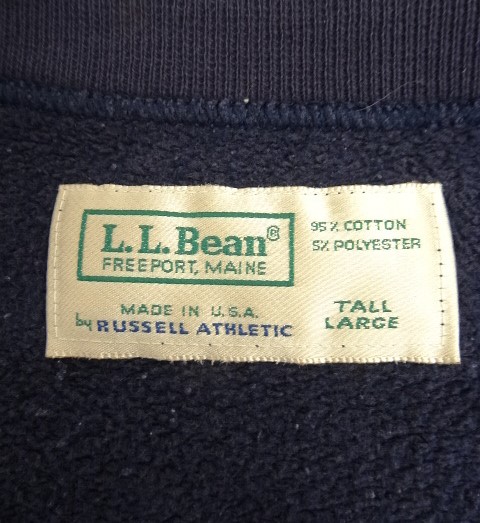 L.L.Bean®
FREEPORT, MAINE
95% COTTON
5% POLYESTER
MADE IN U.S.A.
by RUSSELL ATHLETIC
TALL
LARGE